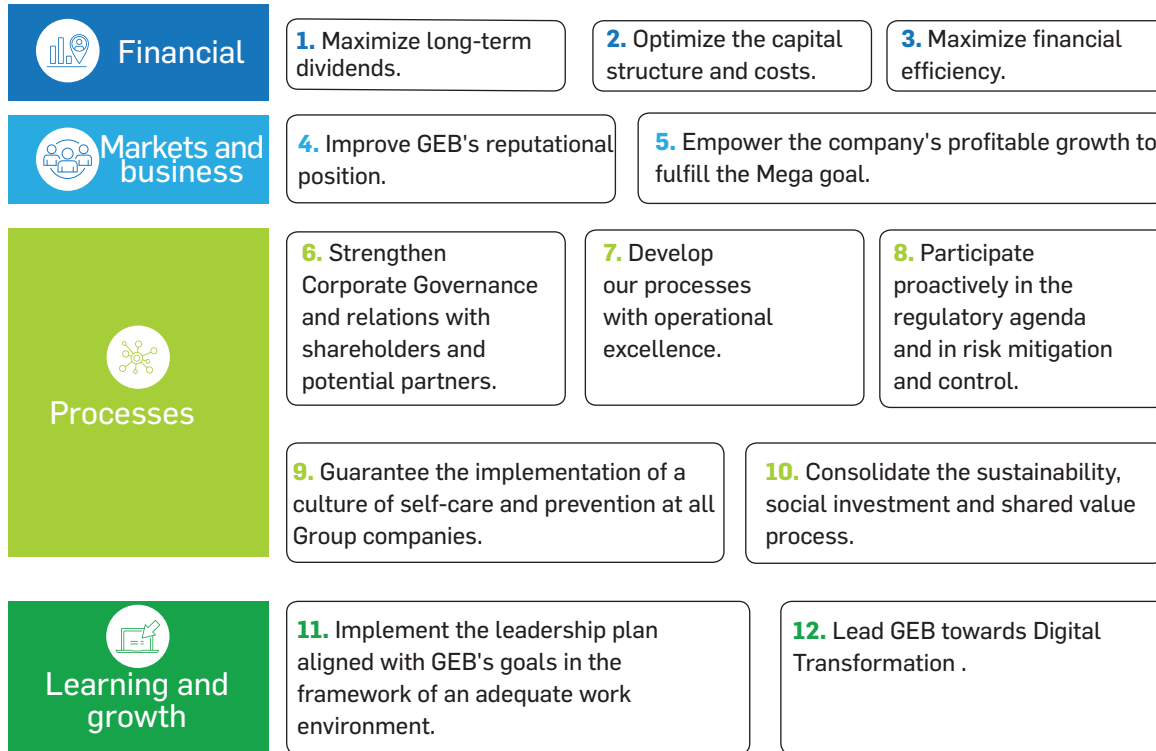 Financial
1. Maximize long-term
dividends.
2. Optimize the capital
structure and costs.
3. Maximize financial
efficiency.
Markets and
business
4. Improve GEB's reputational
position.
5. Empower the company's profitable growth to
fulfill the Mega goal.
Processes
6. Strengthen
Corporate Governance
and relations with
shareholders and
potential partners.
7. Develop
our processes
with operational
excellence.
8. Participate
proactively in the
regulatory agenda
and in risk mitigation
and control.
9. Guarantee the implementation of a
culture of self-care and prevention at all
Group companies.
10. Consolidate the sustainability,
social investment and shared value
process.
Learning and
growth
11. Implement the leadership plan
aligned with GEB's goals in the
framework of an adequate work
environment.
12. Lead GEB towards Digital
Transformation .